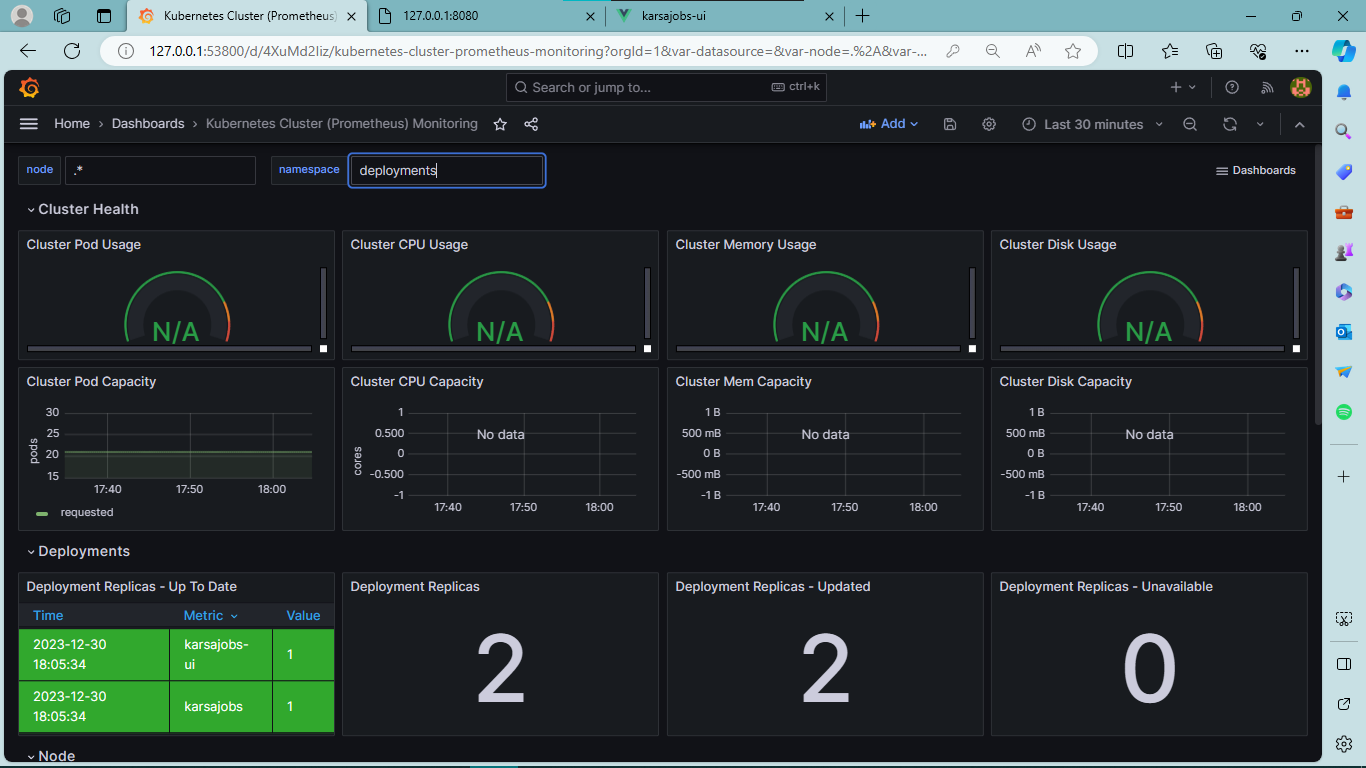 Kubernetes Cluster (Prometheus)
127.0.0.1:8080
karsajobs-ui
127.0.0.1:53800/d/4XuMd2Iiz/kubernetes-cluster-prometheus-monitoring?orgId=1&var-datasource=&var-node=.%2A&var-...
Search or jump to...
ctrl+k
Home
Dashboards
Kubernetes Cluster (Prometheus) Monitoring
Add
Last 30 minutes
node
.*
namespace
deployments
Dashboards
Cluster Health
Cluster Pod Usage
N/A
Cluster CPU Usage
N/A
Cluster Memory Usage
N/A
Cluster Disk Usage
N/A
Cluster Pod Capacity
30
25
20
15
pods
17:40 17:50 18:00
requested
Cluster CPU Capacity
1
0.500
0
-0.500
-1
cores
No data
17:40 17:50 18:00
Cluster Mem Capacity
1 B
500 mB
0 B
-500 mB
-1 B
No data
17:40 17:50 18:00
Cluster Disk Capacity
1 B
500 mB
0 B
-500 mB
-1 B
No data
17:40 17:50 18:00
Deployments
Deployment Replicas - Up To Date
Time Metric Value
2023-12-30 18:05:34 karsajobs-ui 1
2023-12-30 18:05:34 karsajobs 1
Deployment Replicas
2
Deployment Replicas - Updated
2
Deployment Replicas - Unavailable
0
Node